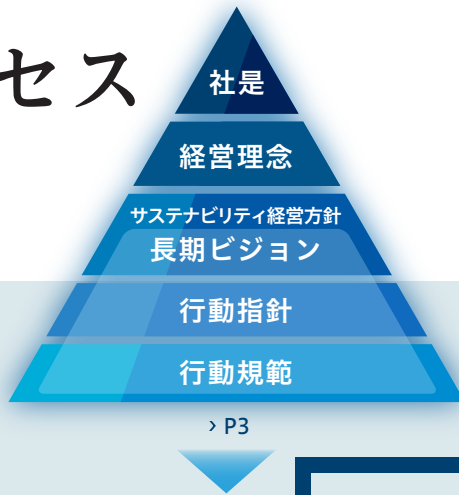 セス
社是
経営理念
サステナビリティ経営方針
長期ビジョン
行動指針
行動規範
› P3